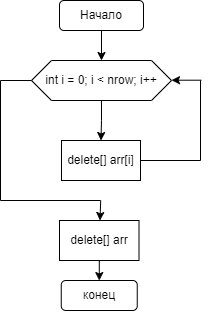 Начало
int i = 0; i < nrow; i++
delete[] arr[i]
delete[] arr
конец